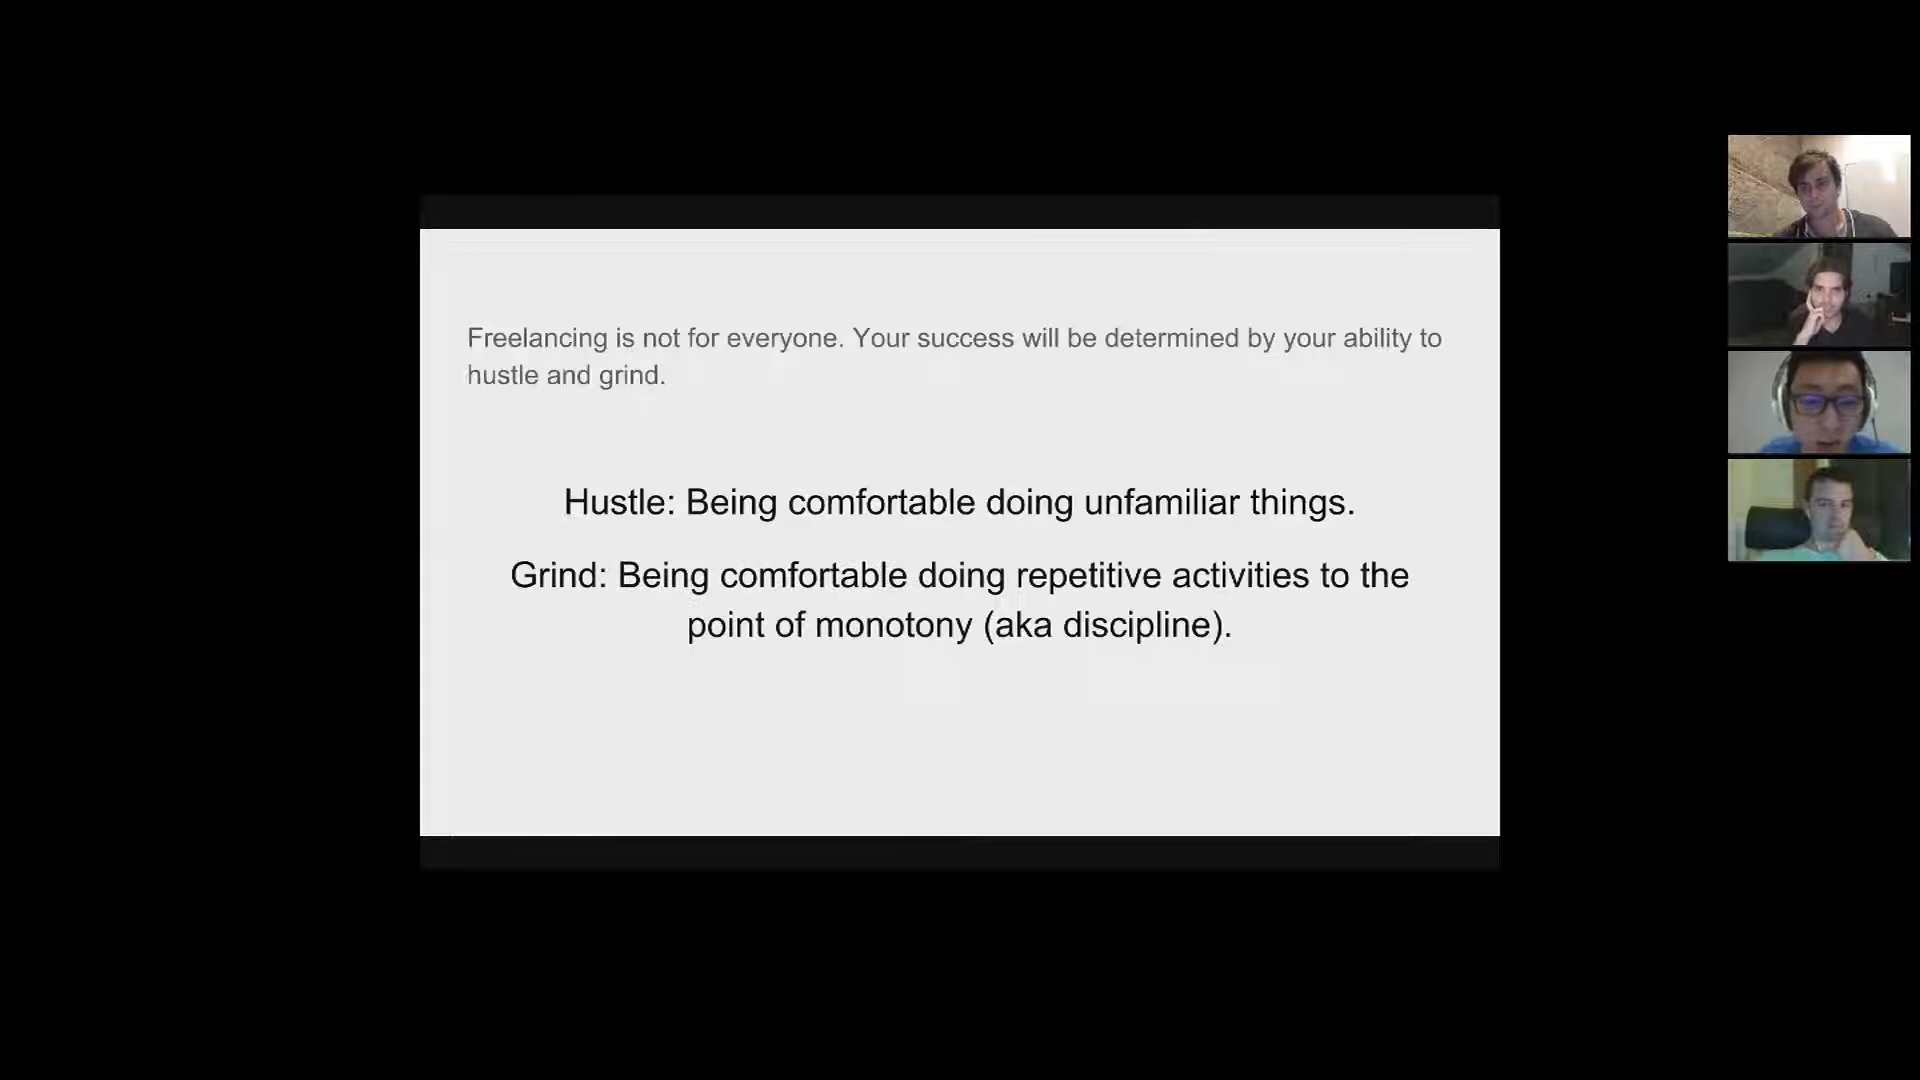 Freelancing is not for everyone. Your success will be determined by your ability to
hustle and grind.
Hustle: Being comfortable doing unfamiliar things.
Grind: Being comfortable doing repetitive activities to the
point of monotony (aka discipline).